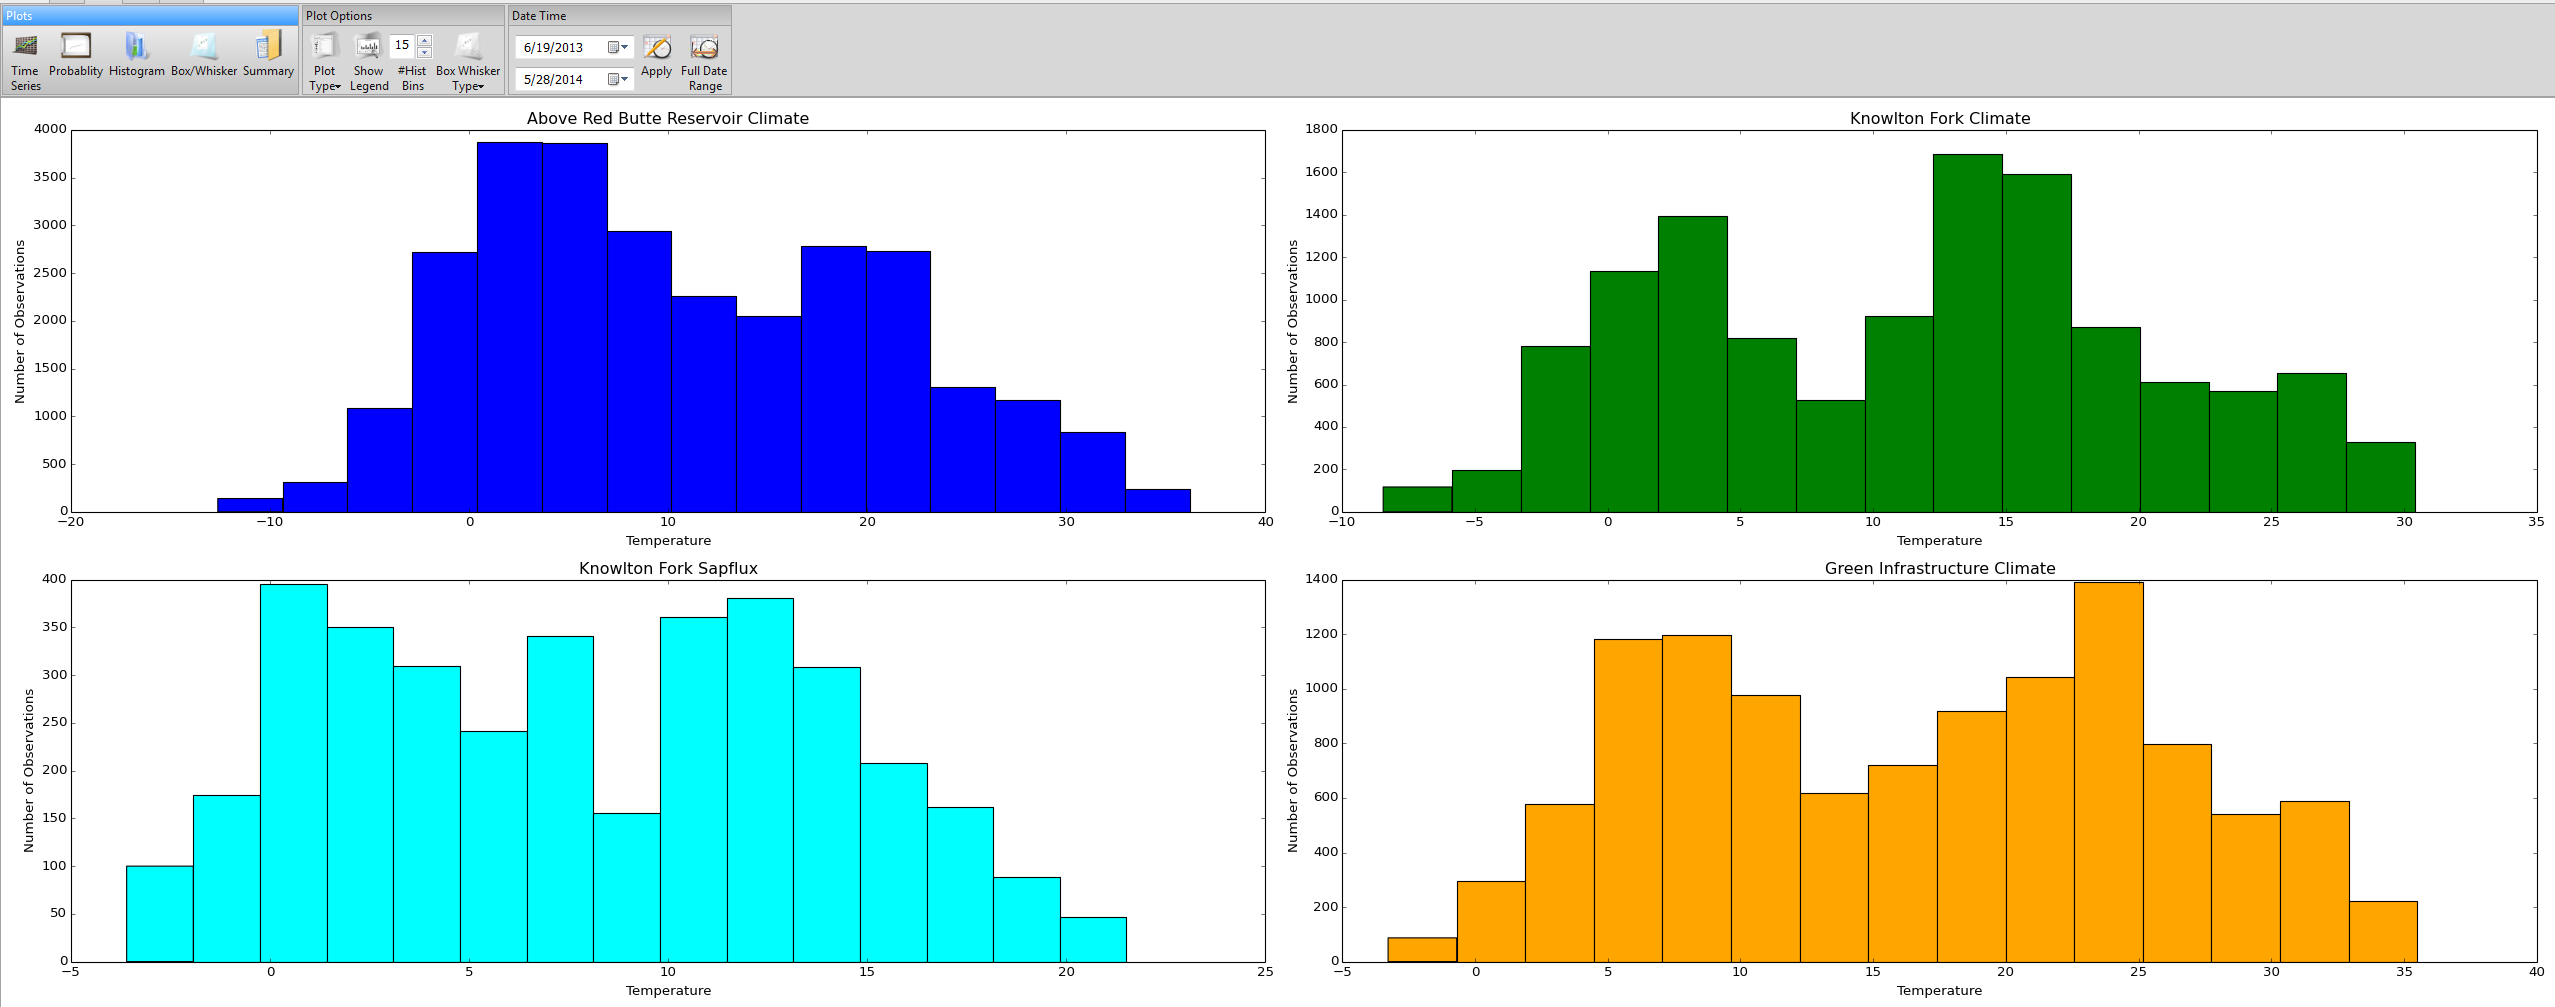 Plots
Time Series
Probablity
Histogram
Box/Whisker
Summary
Plot Options
Plot Type
Show Legend
15
#Hist Bins
Box Whisker Type
Date Time
6/19/2013
5/28/2014
Apply
Full Date Range
Above Red Butte Reservoir Climate
Number of Observations
4000
3500
3000
2500
2000
1500
1000
500
0
−20 −10 0 10 20 30 40
Temperature
Knowlton Fork Climate
Number of Observations
1800
1600
1400
1200
1000
800
600
400
200
0
−10 −5 0 5 10 15 20 25 30 35
Temperature
Knowlton Fork Sapflux
Number of Observations
400
350
300
250
200
150
100
50
0
−5 0 5 10 15 20 25
Temperature
Green Infrastructure Climate
Number of Observations
1400
1200
1000
800
600
400
200
0
−5 0 5 10 15 20 25 30 35 40
Temperature